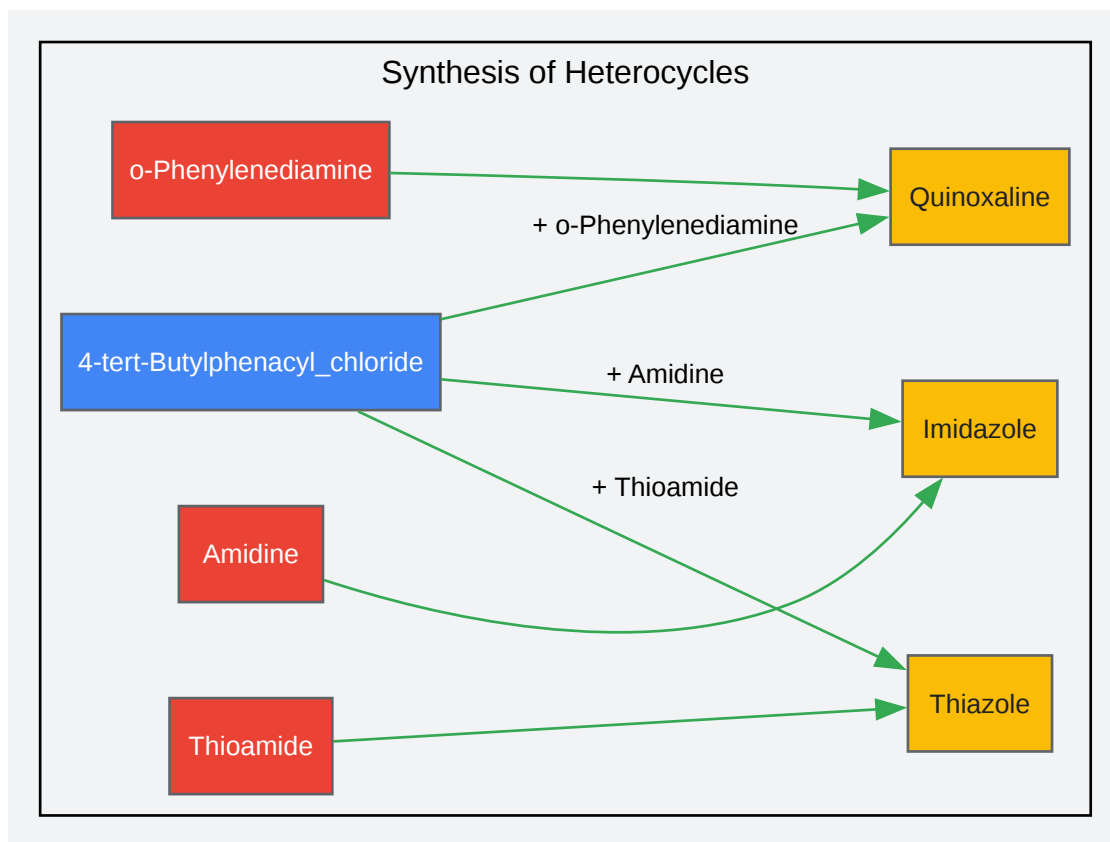 Synthesis of Heterocycles
o-Phenylenediamine
Quinoxaline
+ o-Phenylenediamine
4-tert-Butylphenacyl_chloride
+ Amidine
Imidazole
+ Thioamide
Amidine
Thiazole
Thioamide